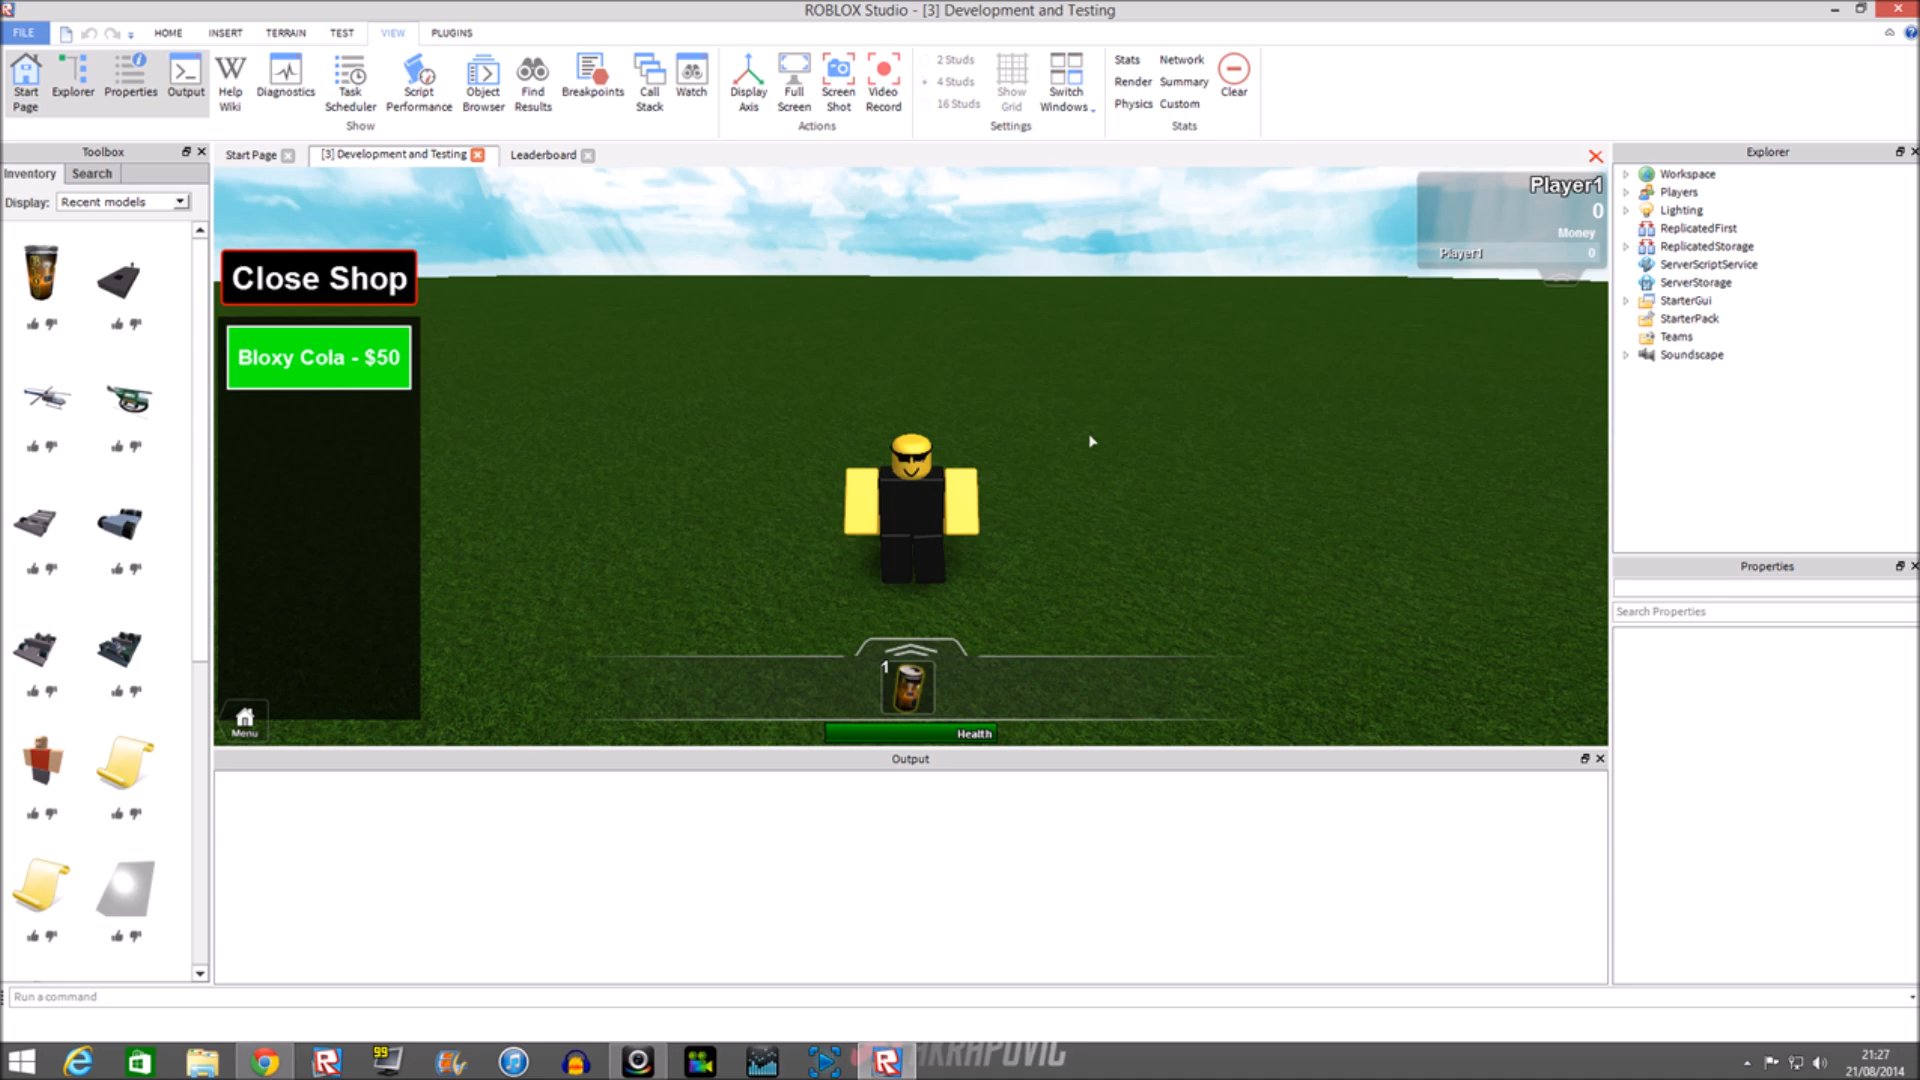 ROBLOX Studio - [3] Development and Testing
FILE HOME INSERT TERRAIN TEST VIEW PLUGINS
Start Page
Explorer
Properties
Output
Help Wiki
Diagnostics
Task Scheduler
Script Performance
Object Browser
Find Results
Breakpoints
Call Stack
Watch
Show
Display Axis
Full Screen
Screen Shot
Video Record
Actions
2 Studs
4 Studs
16 Studs
Show Grid
Switch Windows
Settings
Stats Network
Render Summary
Physics Custom
Clear
Stats
Toolbox
Inventory Search
Display: Recent models
Start Page [3] Development and Testing Leaderboard
Player1
0
Money
Player1 0
Close Shop
Bloxy Cola - $50
1
Menu
Health
Output
Explorer
Workspace
Players
Lighting
ReplicatedFirst
ReplicatedStorage
ServerScriptService
ServerStorage
StarterGui
StarterPack
Teams
Soundscape
Properties
Search Properties
Run a command
99
AKRAPOVIC
21:27
21/08/2014